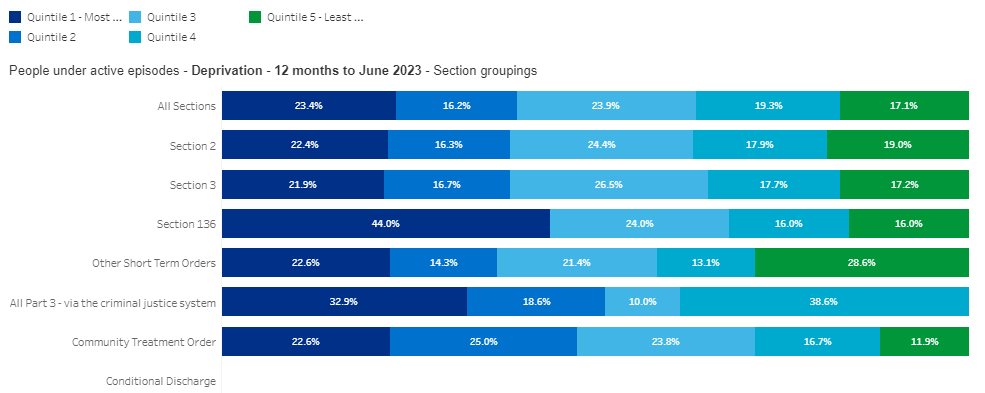 Quintile 1 - Most ... Quintile 3 Quintile 5 - Least ...
Quintile 2 Quintile 4
People under active episodes - Deprivation - 12 months to June 2023 - Section groupings
All Sections 23.4% 16.2% 23.9% 19.3% 17.1%
Section 2 22.4% 16.3% 24.4% 17.9% 19.0%
Section 3 21.9% 16.7% 26.5% 17.7% 17.2%
Section 136 44.0% 24.0% 16.0% 16.0%
Other Short Term Orders 22.6% 14.3% 21.4% 13.1% 28.6%
All Part 3 - via the criminal justice system 32.9% 18.6% 10.0% 38.6%
Community Treatment Order 22.6% 25.0% 23.8% 16.7% 11.9%
Conditional Discharge